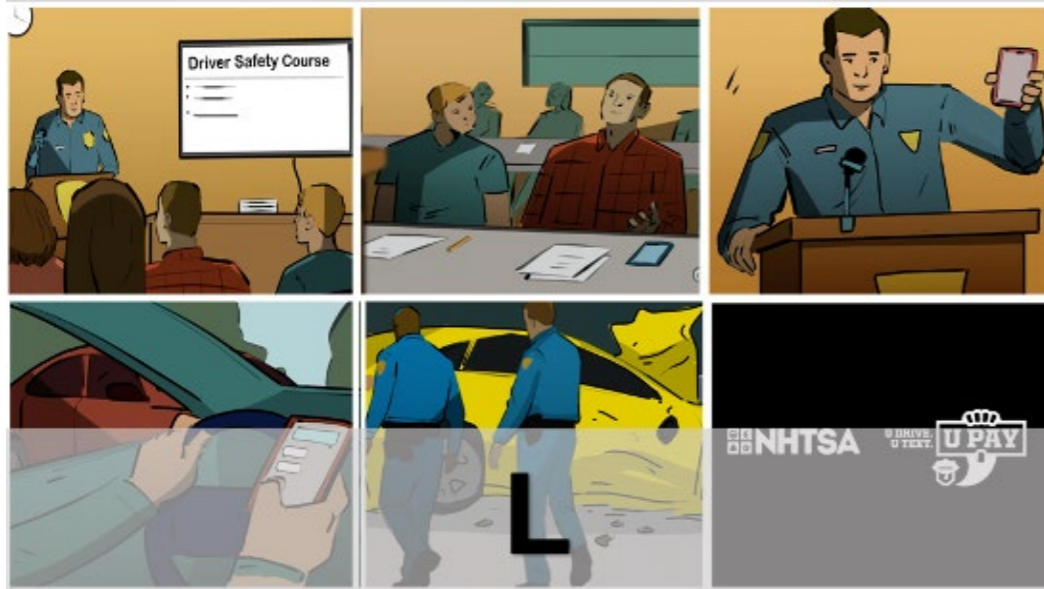 Driver Safety Course
L
NHTSA
U DRIVE.
U TEXT.
U PAY